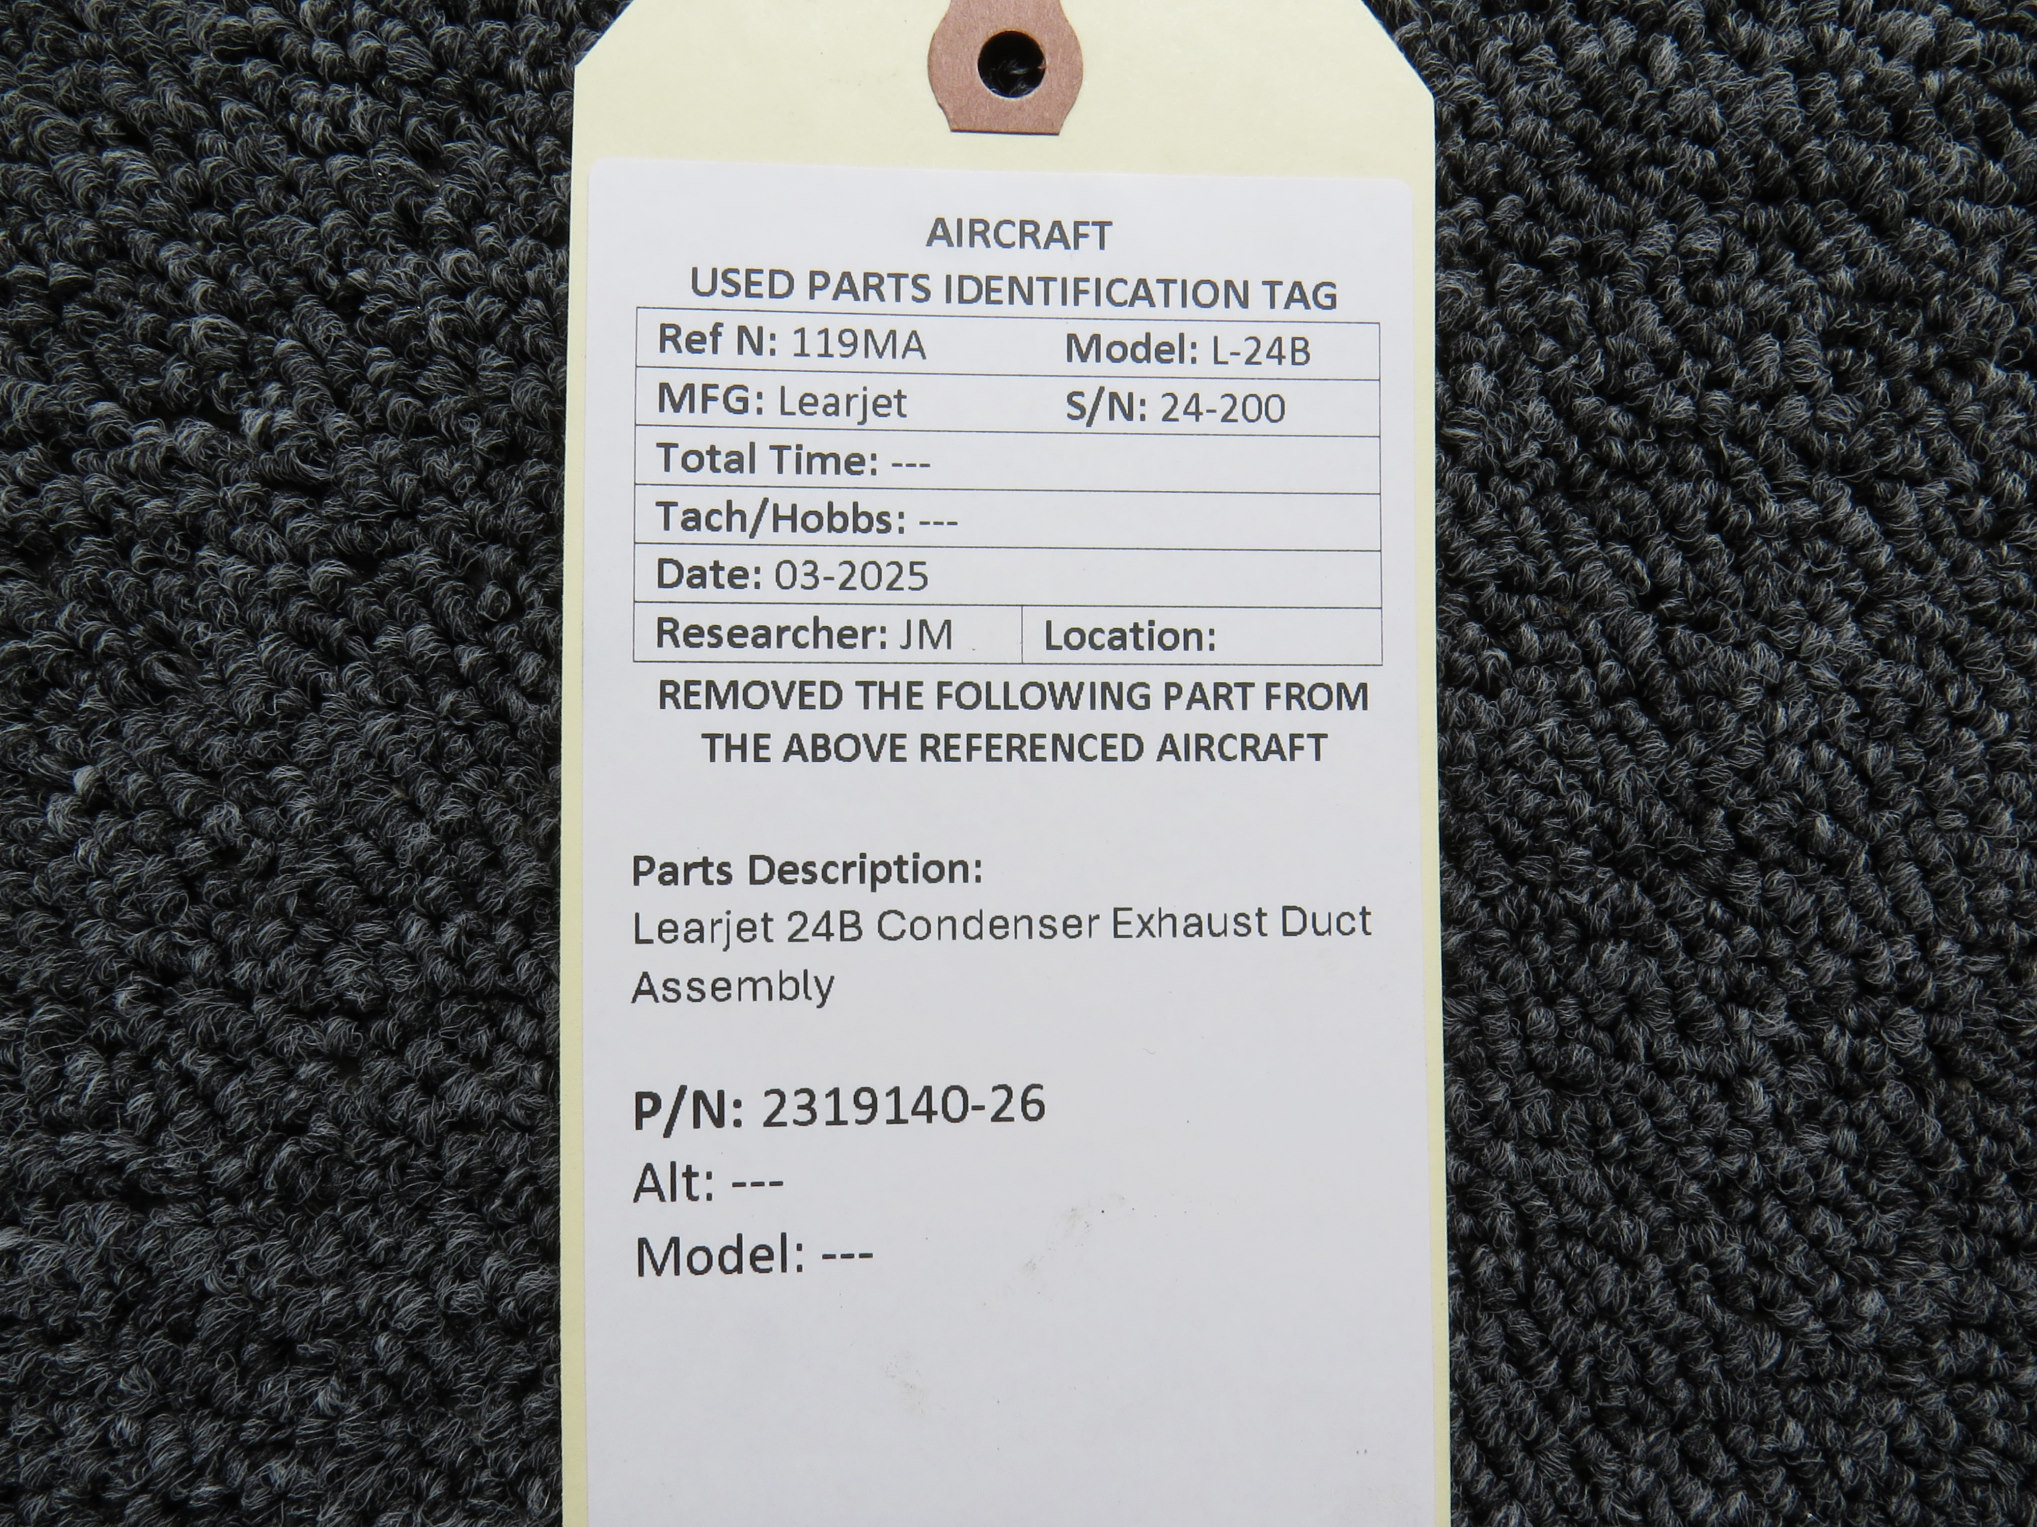 AIRCRAFT
USED PARTS IDENTIFICATION TAG
Ref N: 119MA Model: L-24B
MFG: Learjet S/N: 24-200
Total Time: ---
Tach/Hobbs: ---
Date: 03-2025
Researcher: JM Location:
REMOVED THE FOLLOWING PART FROM
THE ABOVE REFERENCED AIRCRAFT
Parts Description:
Learjet 24B Condenser Exhaust Duct
Assembly
P/N: 2319140-26
Alt: ---
Model: ---